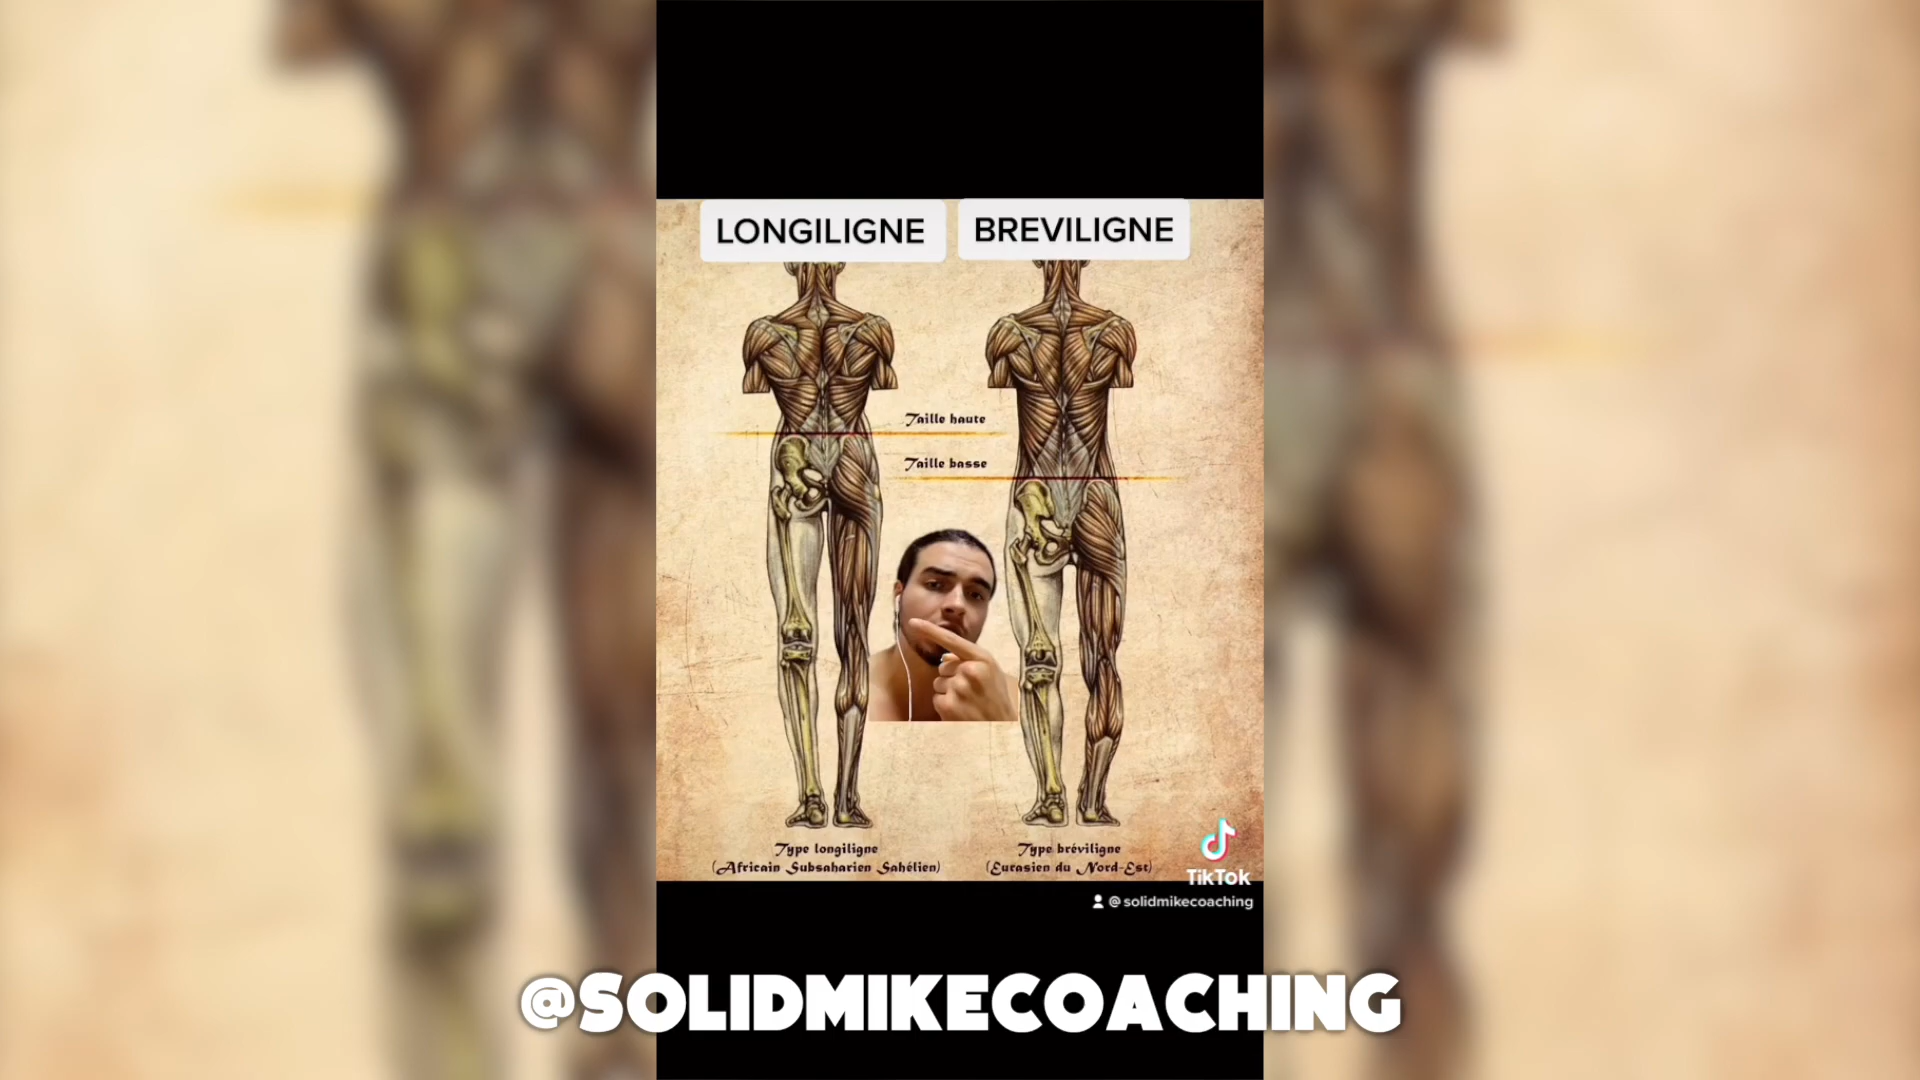 LONGILIGNE BREVILIGNE
Taille haute
Taille basse
Type longiligne
(Africain Subsaharien Sahélien)
Type bréviligne
(Eurasien du Nord-Est)
TikTok
@solidmikecoaching
@SOLIDMIKECOACHING